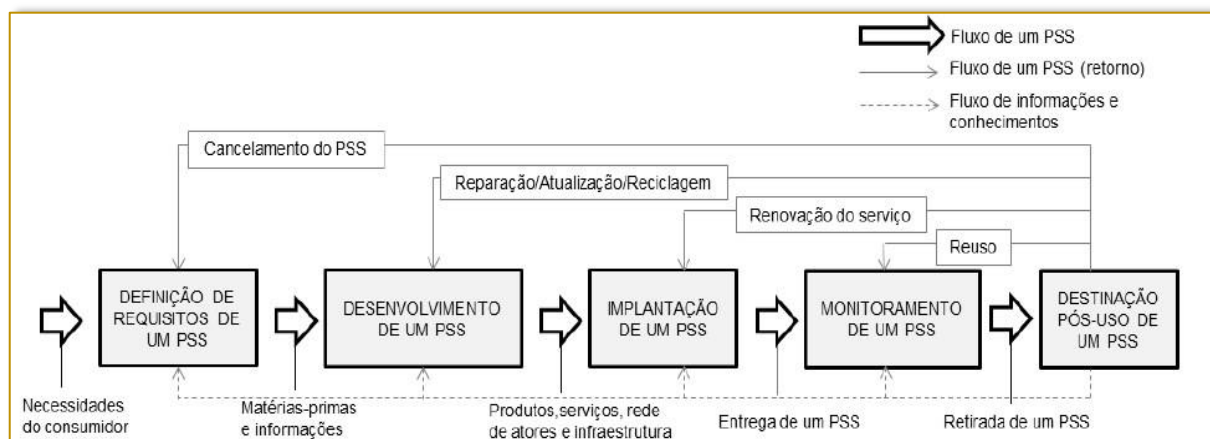 Fluxo de um PSS
Fluxo de um PSS (retorno)
Fluxo de informações e
conhecimentos
Cancelamento do PSS
Reparação/Atualização/Reciclagem
Renovação do serviço
Reuso
DEFINIÇÃO DE
REQUISITOS DE
UM PSS
DESENVOLVIMENTO
DE UM PSS
IMPLANTAÇÃO
DE UM PSS
MONITORAMENTO
DE UM PSS
DESTINAÇÃO
PÓS-USO DE
UM PSS
Necessidades
do consumidor
Matérias-primas
e informações
Produtos,serviços, rede
de atores e infraestrutura
Entrega de um PSS
Retirada de um PSS